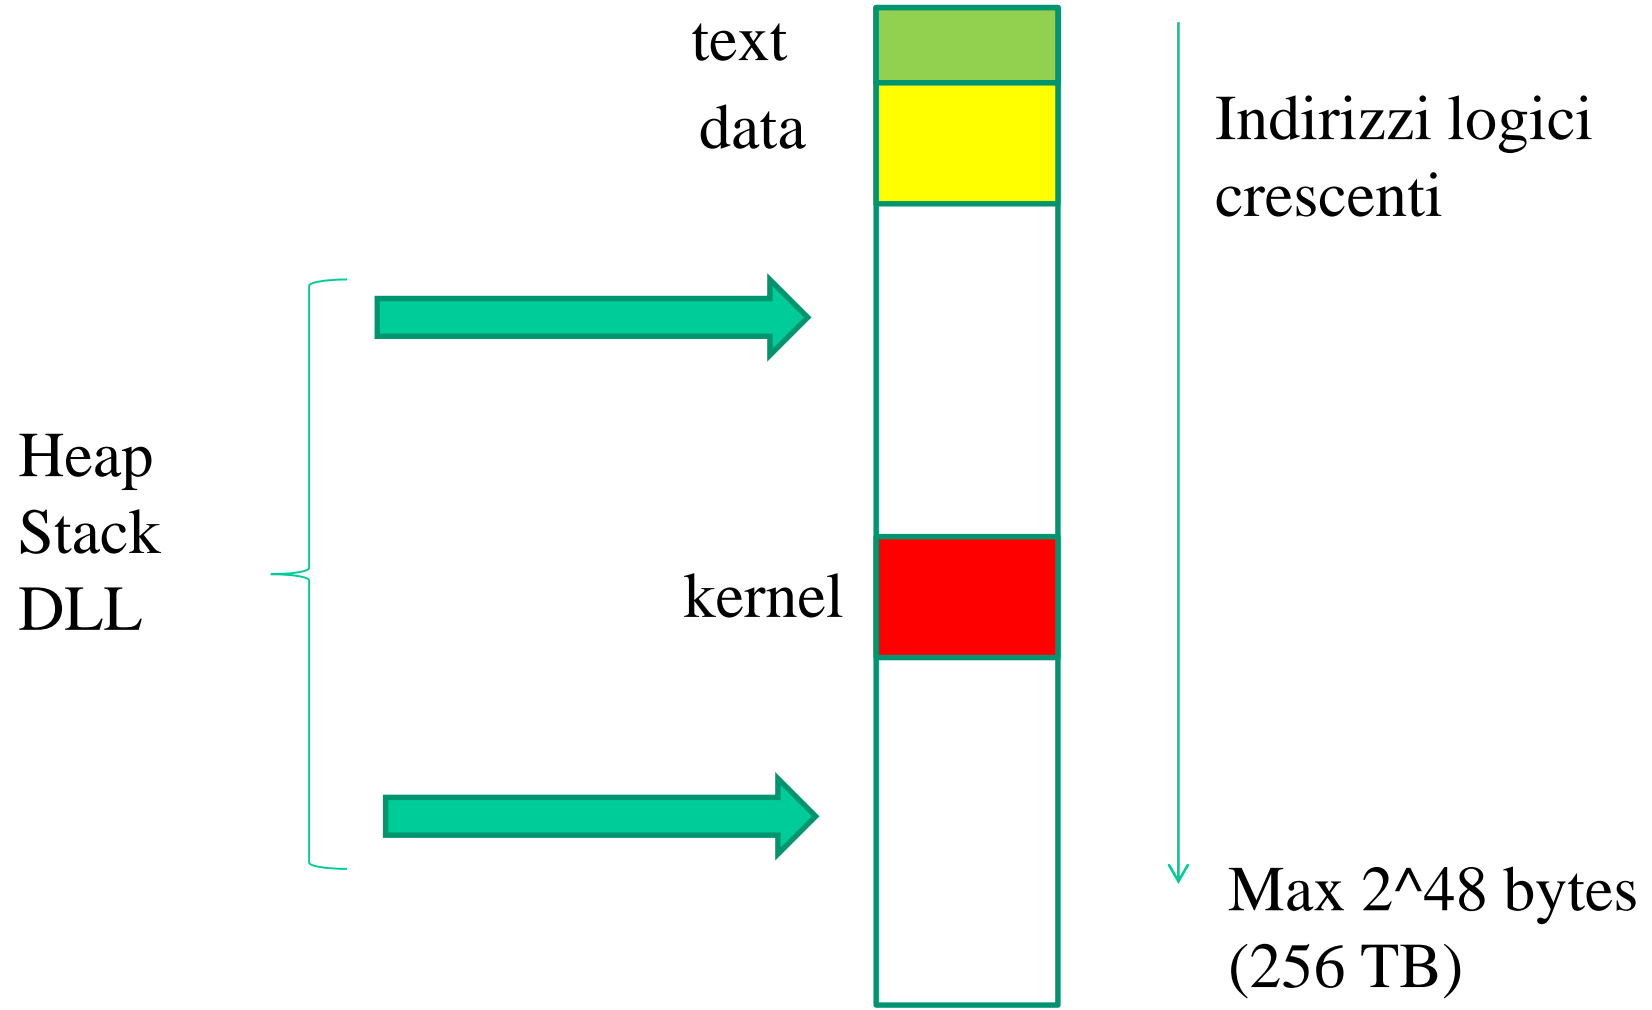 text
data
Indirizzi logici
crescenti
Heap
Stack
DLL
kernel
Max 2^48 bytes
(256 TB)